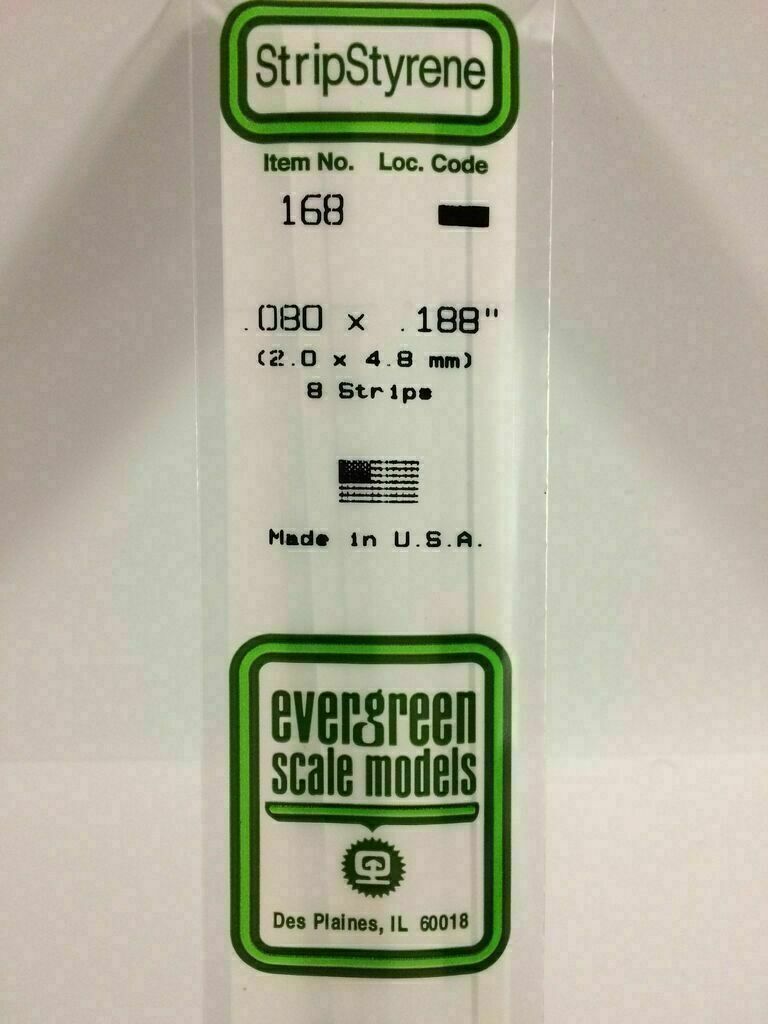 StripStyrene
Item No. Loc. Code
168
.080 x .188"
(2.0 x 4.8 mm)
8 Strips
Made in U.S.A.
evergreen
scale models
Des Plaines, IL 60018